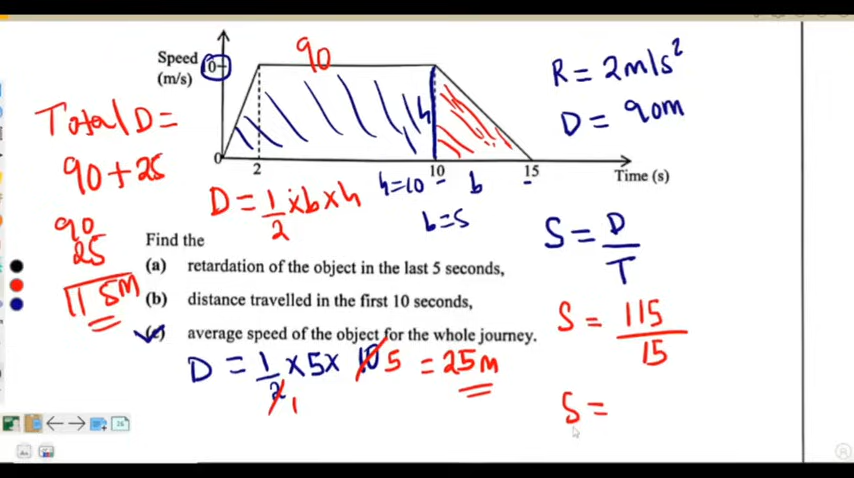 Speed
(m/s)
10
90
R = 2m/s²
D = 90m
Total D =
90+25
90
25
115m
h
0
2
10
15
Time (s)
h=10
b
b=5
D = 1/2 x b x h
S = D/T
Find the
(a) retardation of the object in the last 5 seconds,
(b) distance travelled in the first 10 seconds,
(c) average speed of the object for the whole journey.
D = 1/2 x 5 x 10 5 = 25m
1
S = 115/15
S =